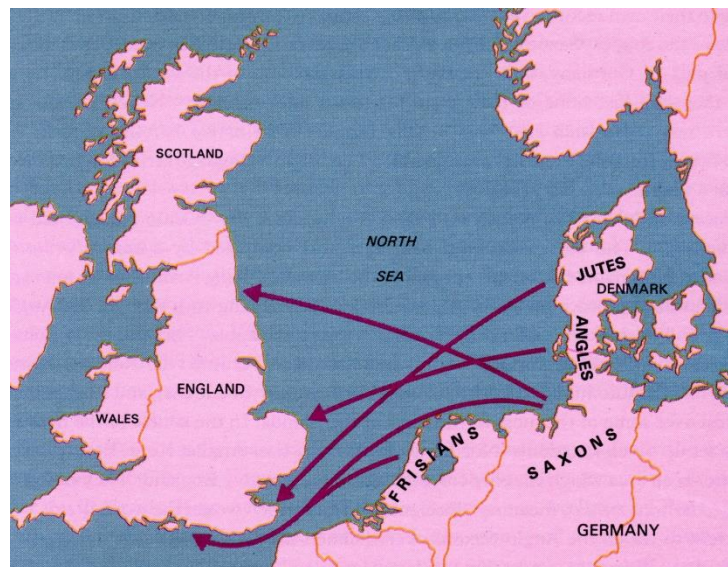 SCOTLAND
NORTH
SEA
JUTES
DENMARK
ANGLES
ENGLAND
WALES
FRISIANS
SAXONS
GERMANY